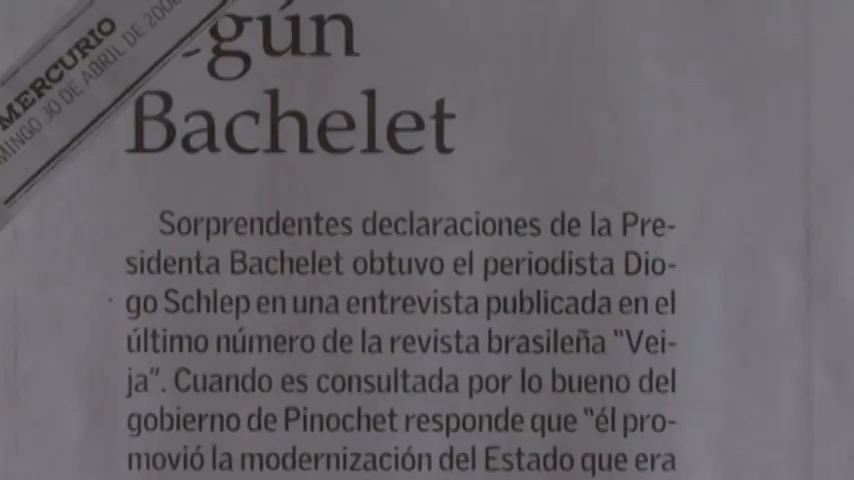 MERCURIO
MINGO 30 DE ABRIL DE 2006
gún
Bachelet
Sorprendentes declaraciones de la Pre-
sidenta Bachelet obtuvo el periodista Dio-
go Schlep en una entrevista publicada en el
último número de la revista brasileña "Vei-
ja". Cuando es consultada por lo bueno del
gobierno de Pinochet responde que "él pro-
movió la modernización del Estado que era